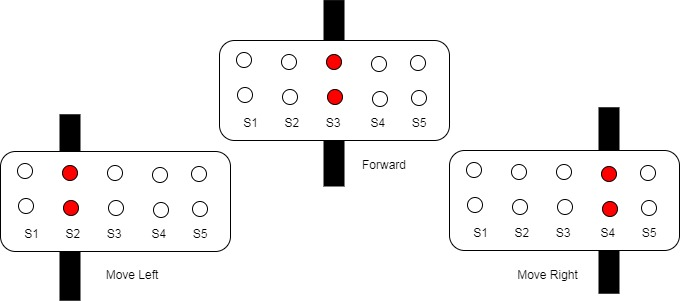 S1 S2 S3 S4 S5
Forward
S1 S2 S3 S4 S5
Move Left
S1 S2 S3 S4 S5
Move Right